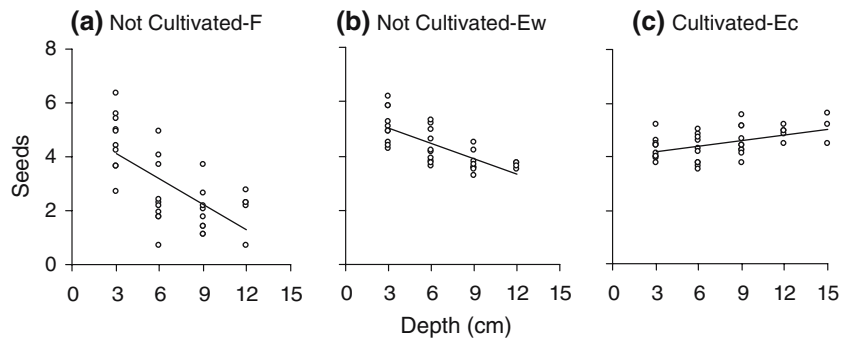 (a) Not Cultivated-F
(b) Not Cultivated-Ew
(c) Cultivated-Ec
Seeds
8
6
4
2
0
0 3 6 9 12 15
0 3 6 9 12 15
0 3 6 9 12 15
Depth (cm)